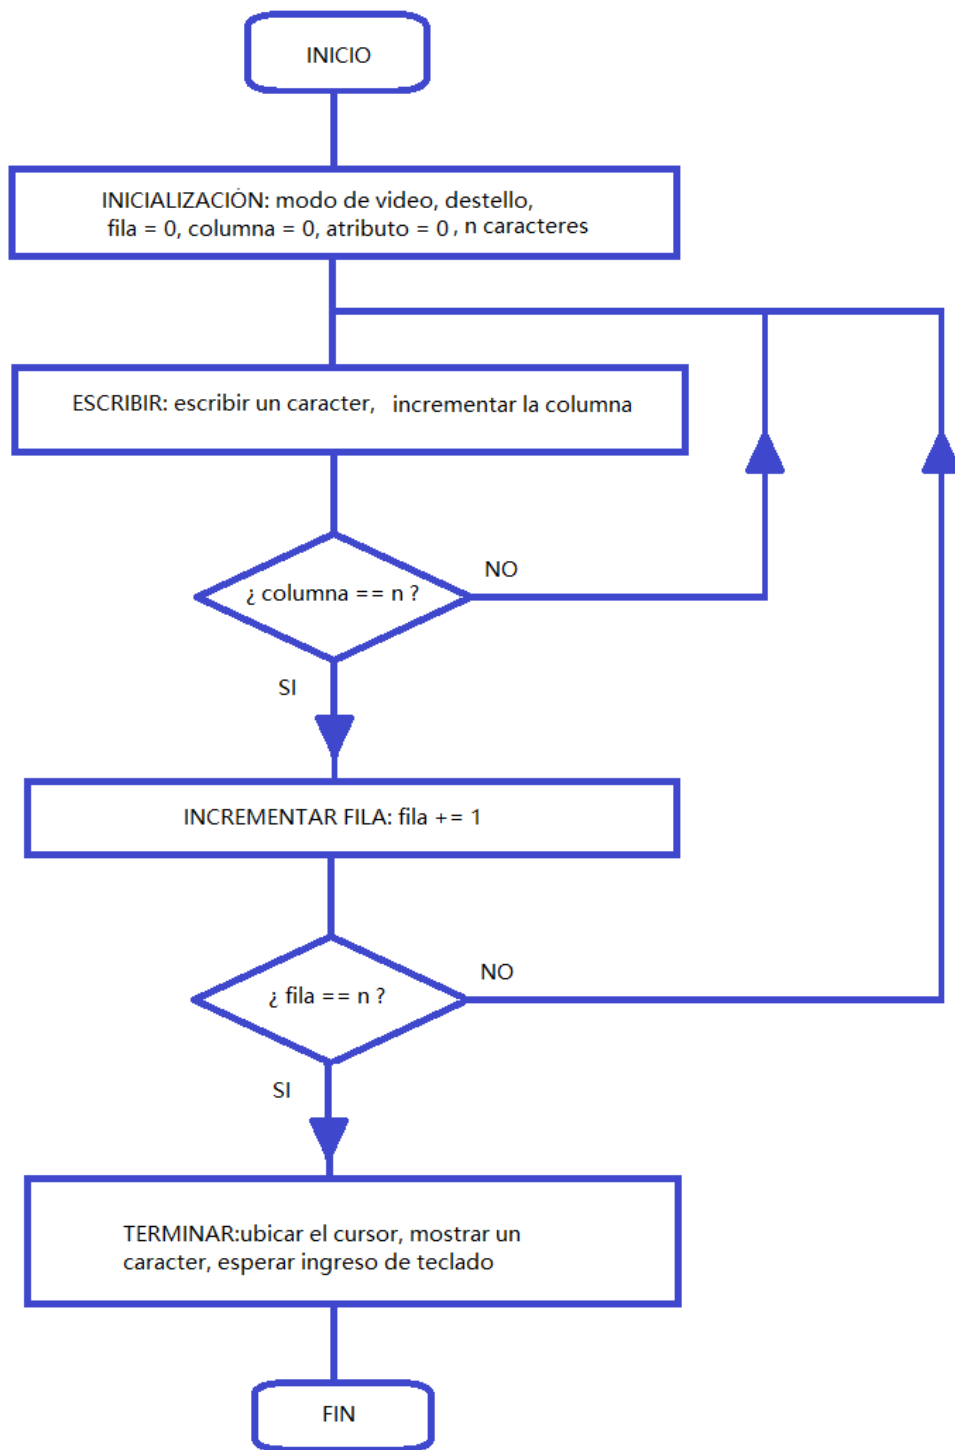 INICIO
INICIALIZACIÓN: modo de video, destello,
fila = 0, columna = 0, atributo = 0 , n caracteres
ESCRIBIR: escribir un caracter, incrementar la columna
¿ columna == n ?
NO
SI
INCREMENTAR FILA: fila += 1
¿ fila == n ?
NO
SI
TERMINAR:ubicar el cursor, mostrar un
caracter, esperar ingreso de teclado
FIN